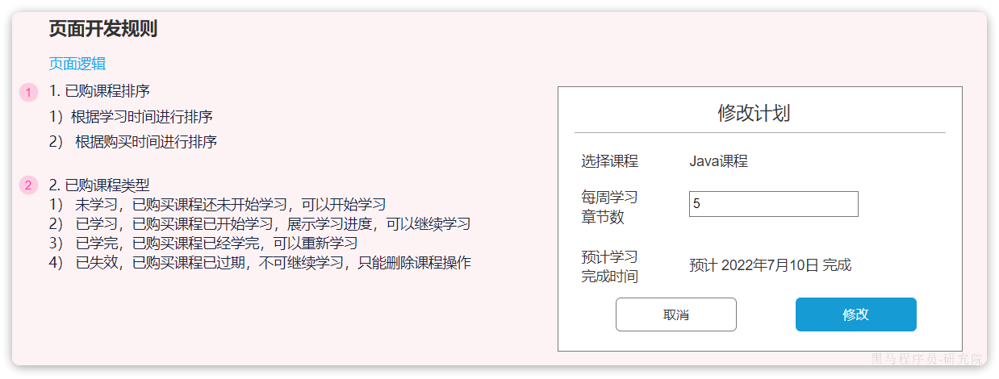 页面开发规则
页面逻辑
1
1. 已购课程排序
1）根据学习时间进行排序
2） 根据购买时间进行排序
2
2. 已购课程类型
1） 未学习，已购买课程还未开始学习，可以开始学习
2） 已学习，已购买课程已开始学习，展示学习进度，可以继续学习
3） 已学完，已购买课程已经学完，可以重新学习
4） 已失效，已购买课程已过期，不可继续学习，只能删除课程操作
修改计划
选择课程 Java课程
每周学习
章节数
5
预计学习
完成时间
预计 2022年7月10日 完成
取消 修改
黑马程序员-研究院